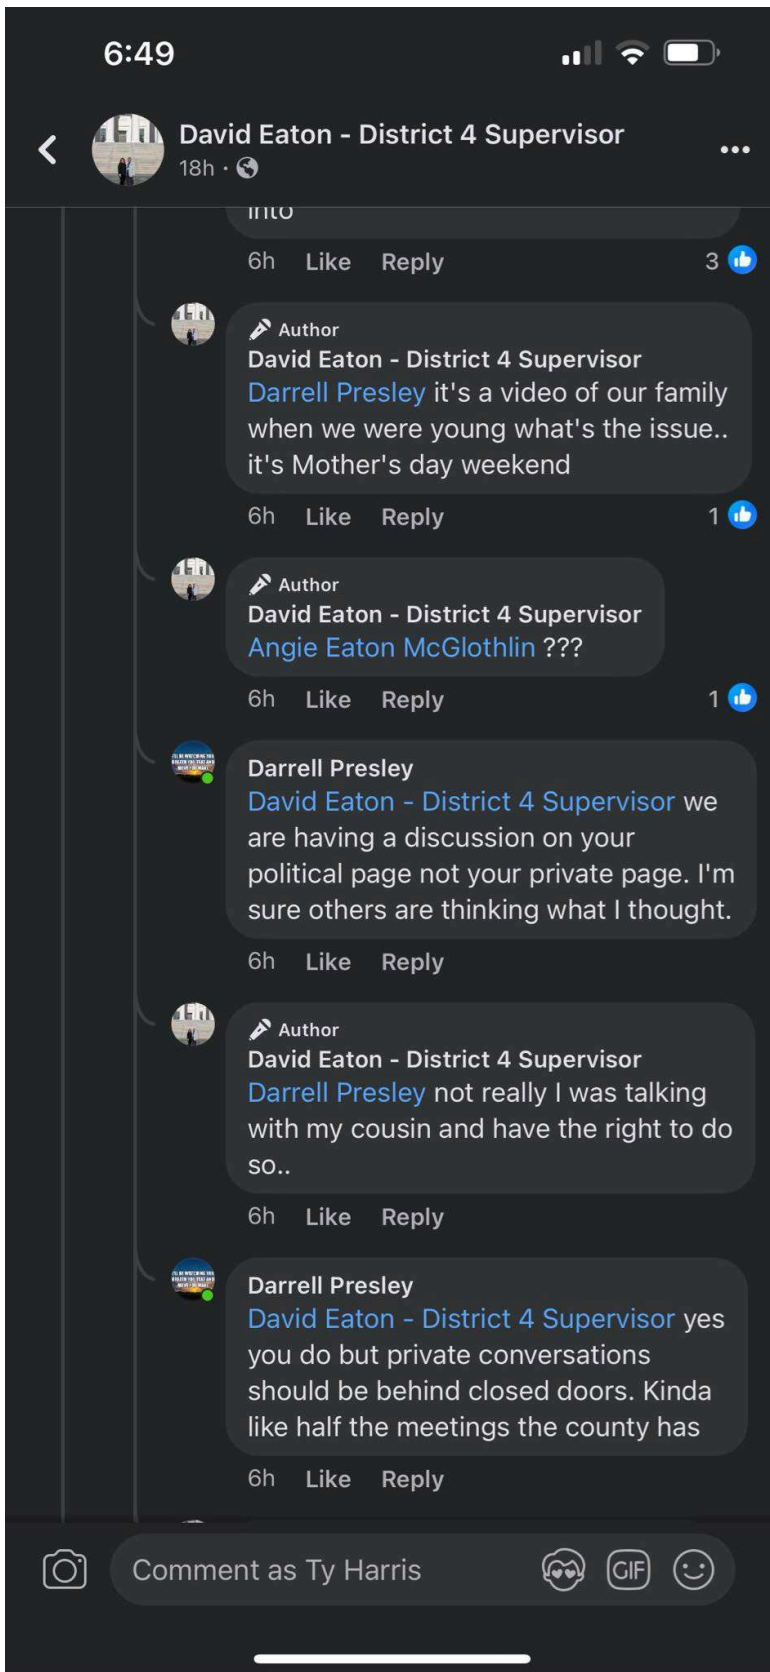 6:49
David Eaton - District 4 Supervisor
18h ·
into
6h Like Reply 3
Author
David Eaton - District 4 Supervisor
Darrell Presley it's a video of our family
when we were young what's the issue..
it's Mother's day weekend
6h Like Reply 1
Author
David Eaton - District 4 Supervisor
Angie Eaton McGlothlin ???
6h Like Reply 1
Darrell Presley
David Eaton - District 4 Supervisor we
are having a discussion on your
political page not your private page. I'm
sure others are thinking what I thought.
6h Like Reply
Author
David Eaton - District 4 Supervisor
Darrell Presley not really I was talking
with my cousin and have the right to do
so..
6h Like Reply
Darrell Presley
David Eaton - District 4 Supervisor yes
you do but private conversations
should be behind closed doors. Kinda
like half the meetings the county has
6h Like Reply
Comment as Ty Harris
GIF